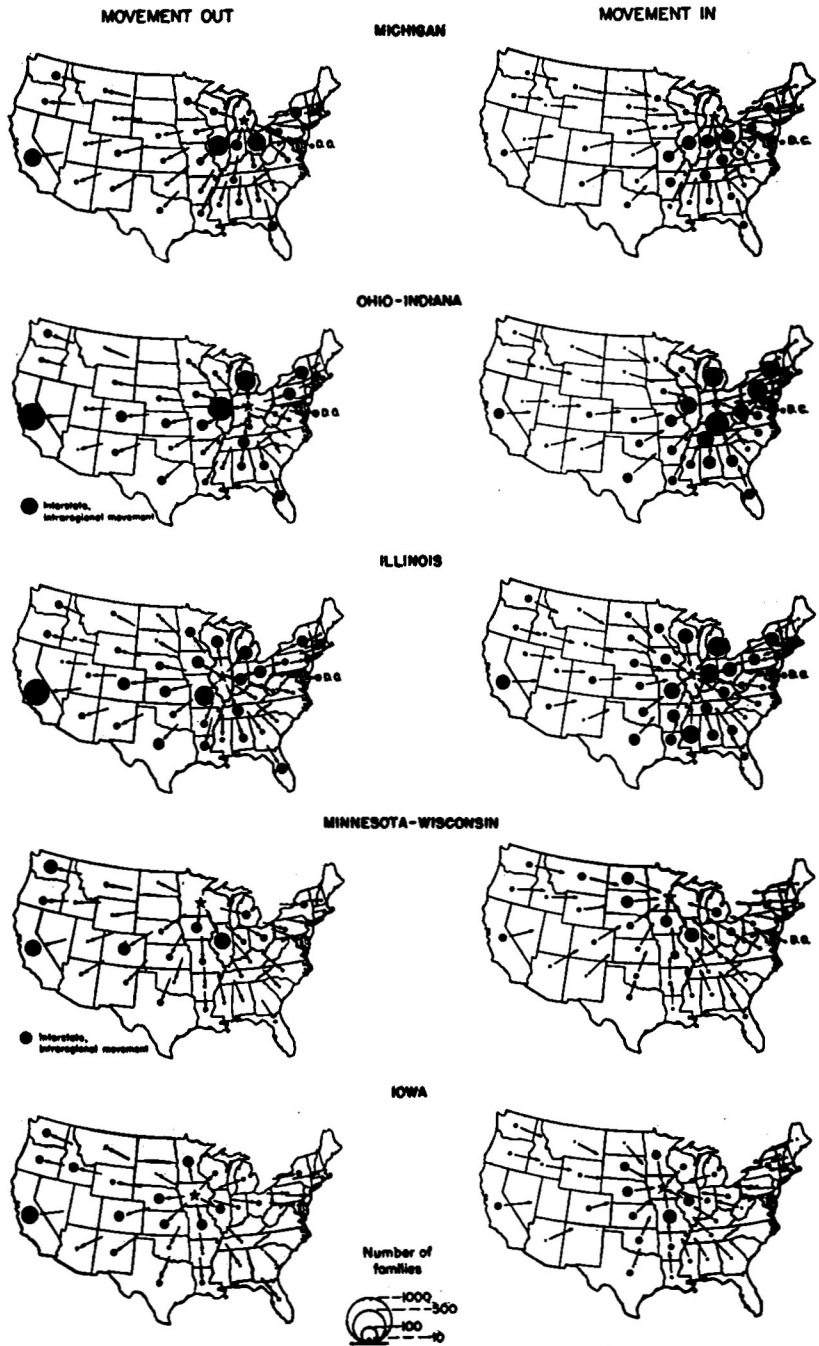 MOVEMENT OUT
MOVEMENT IN
MICHIGAN
D.C.
D.C.
OHIO-INDIANA
D.C.
D.C.
Interstate,
intraregional movement
ILLINOIS
D.C.
D.C.
MINNESOTA-WISCONSIN
D.C.
Interstate,
intraregional movement
IOWA
Number of
families
1000
500
100
10